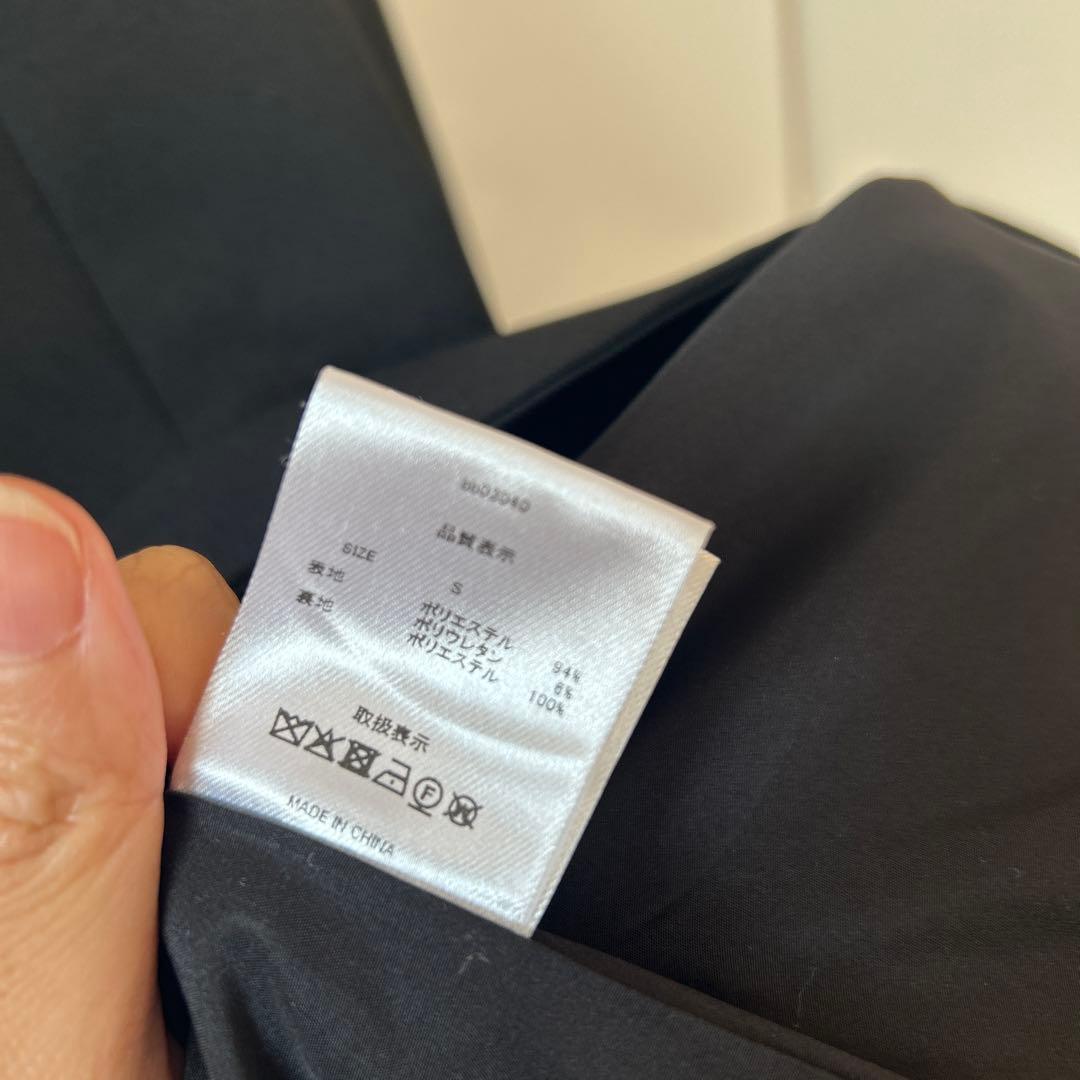 品質表示
SIZE S
表地 ポリエステル 94%
ポリウレタン 6%
裏地 ポリエステル 100%
取扱表示
F
W
MADE IN CHINA